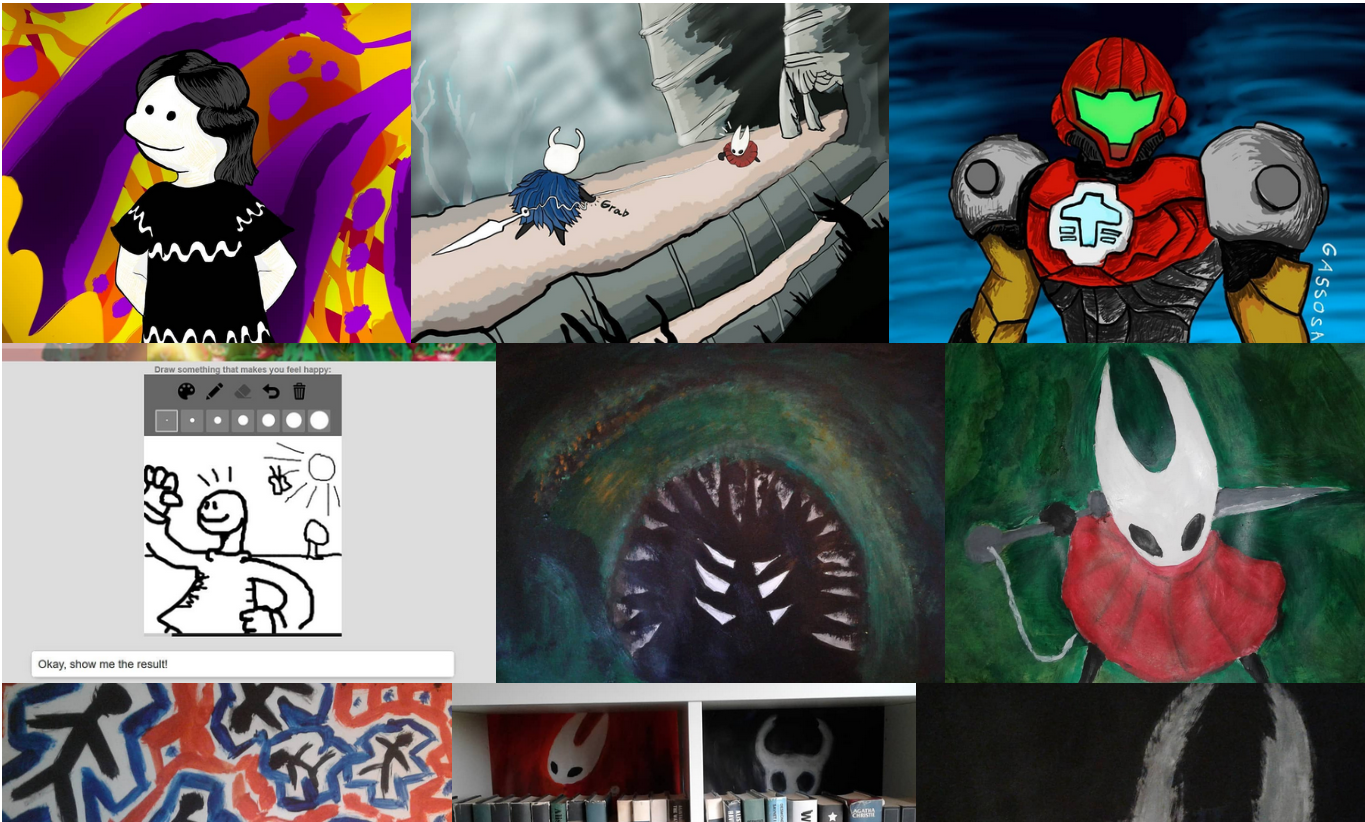 Grab
GASSOSA
Draw something that makes you feel happy:
Okay, show me the result!
AGATHA
CHRISTIE